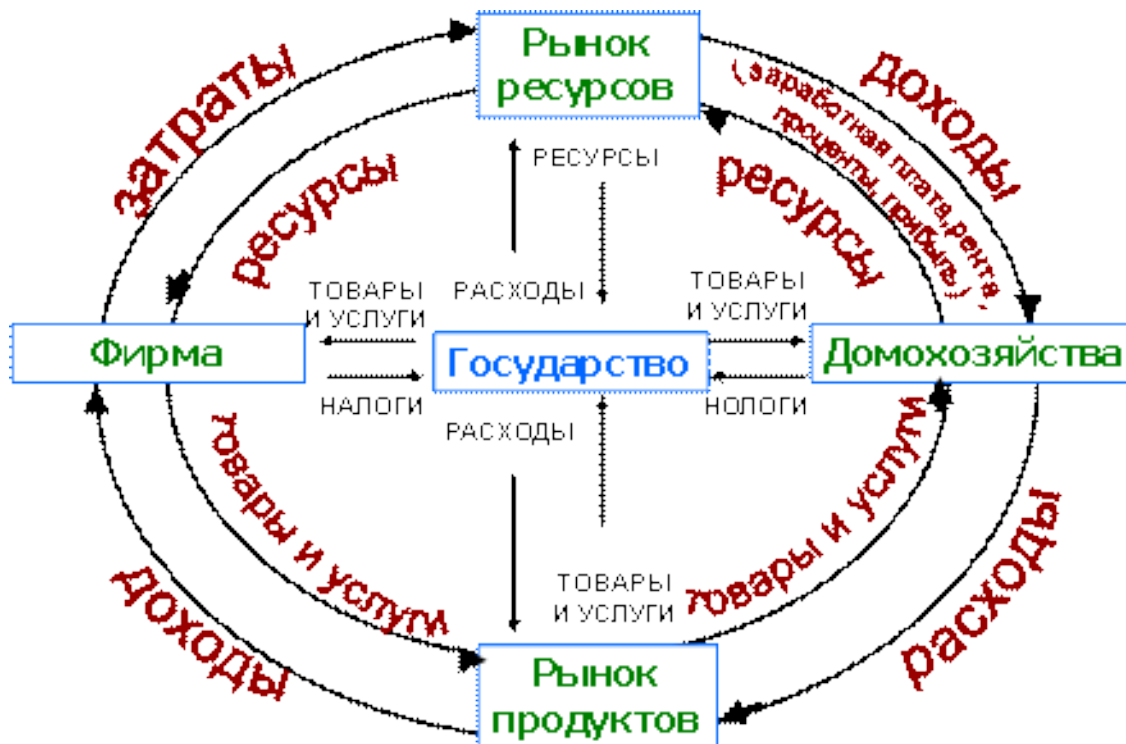 Рынок
ресурсов
затраты
доходы
(заработная плата, рента,
проценты, прибыль)
ресурсы
ресурсы
РЕСУРСЫ
РАСХОДЫ
ТОВАРЫ
И УСЛУГИ
ТОВАРЫ
И УСЛУГИ
Фирма
Государство
Домохозяйства
НАЛОГИ
НОЛОГИ
РАСХОДЫ
товары и услуги
товары и услуги
доходы
расходы
ТОВАРЫ
И УСЛУГИ
Рынок
продуктов